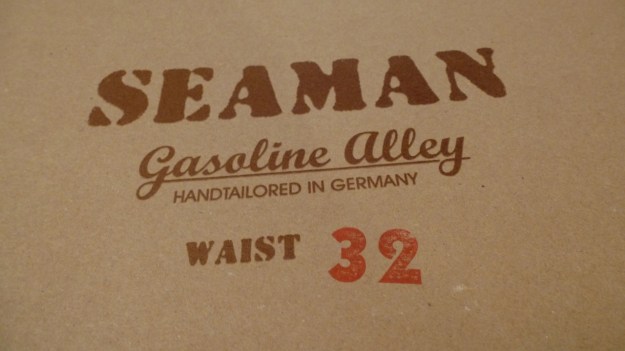 SEAMAN
Gasoline Alley
HANDTAILORED IN GERMANY
WAIST 32